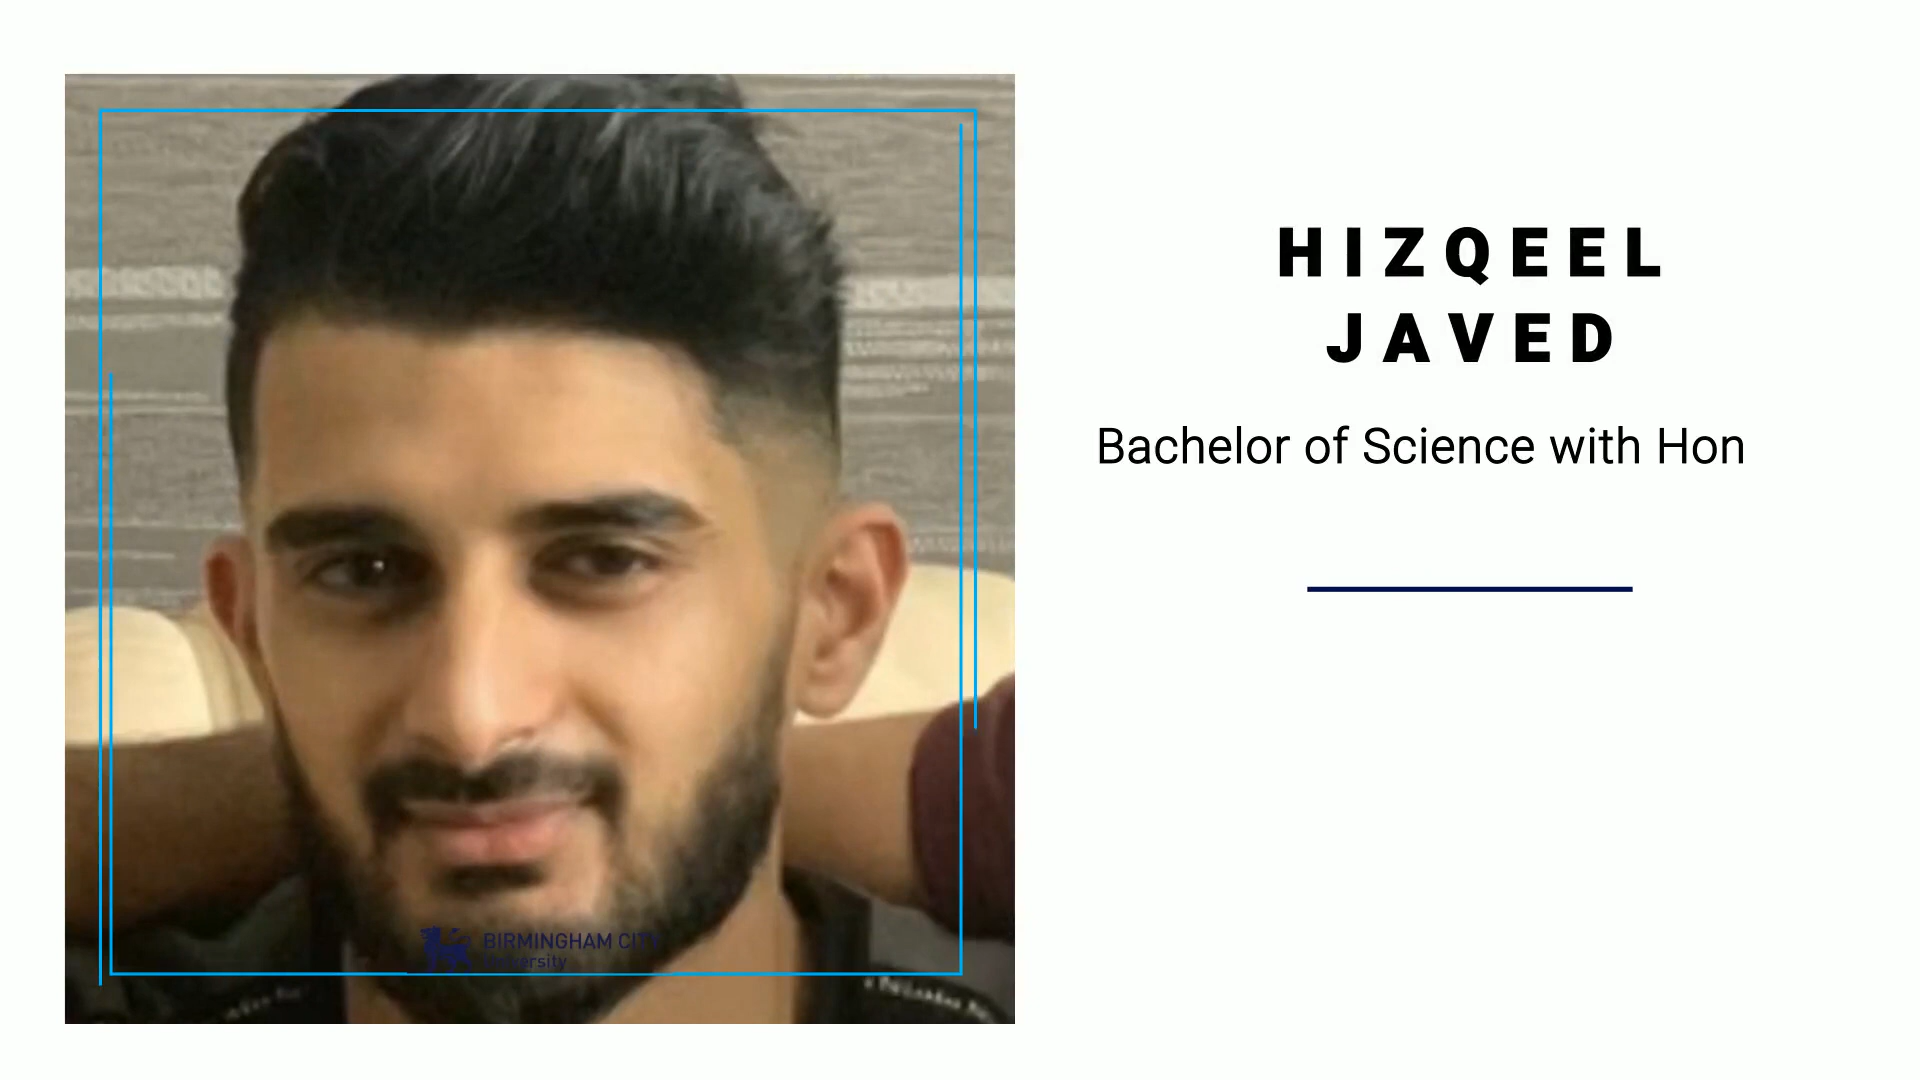 HIZQEEL
JAVED
Bachelor of Science with Hon
BIRMINGHAM CITY
University